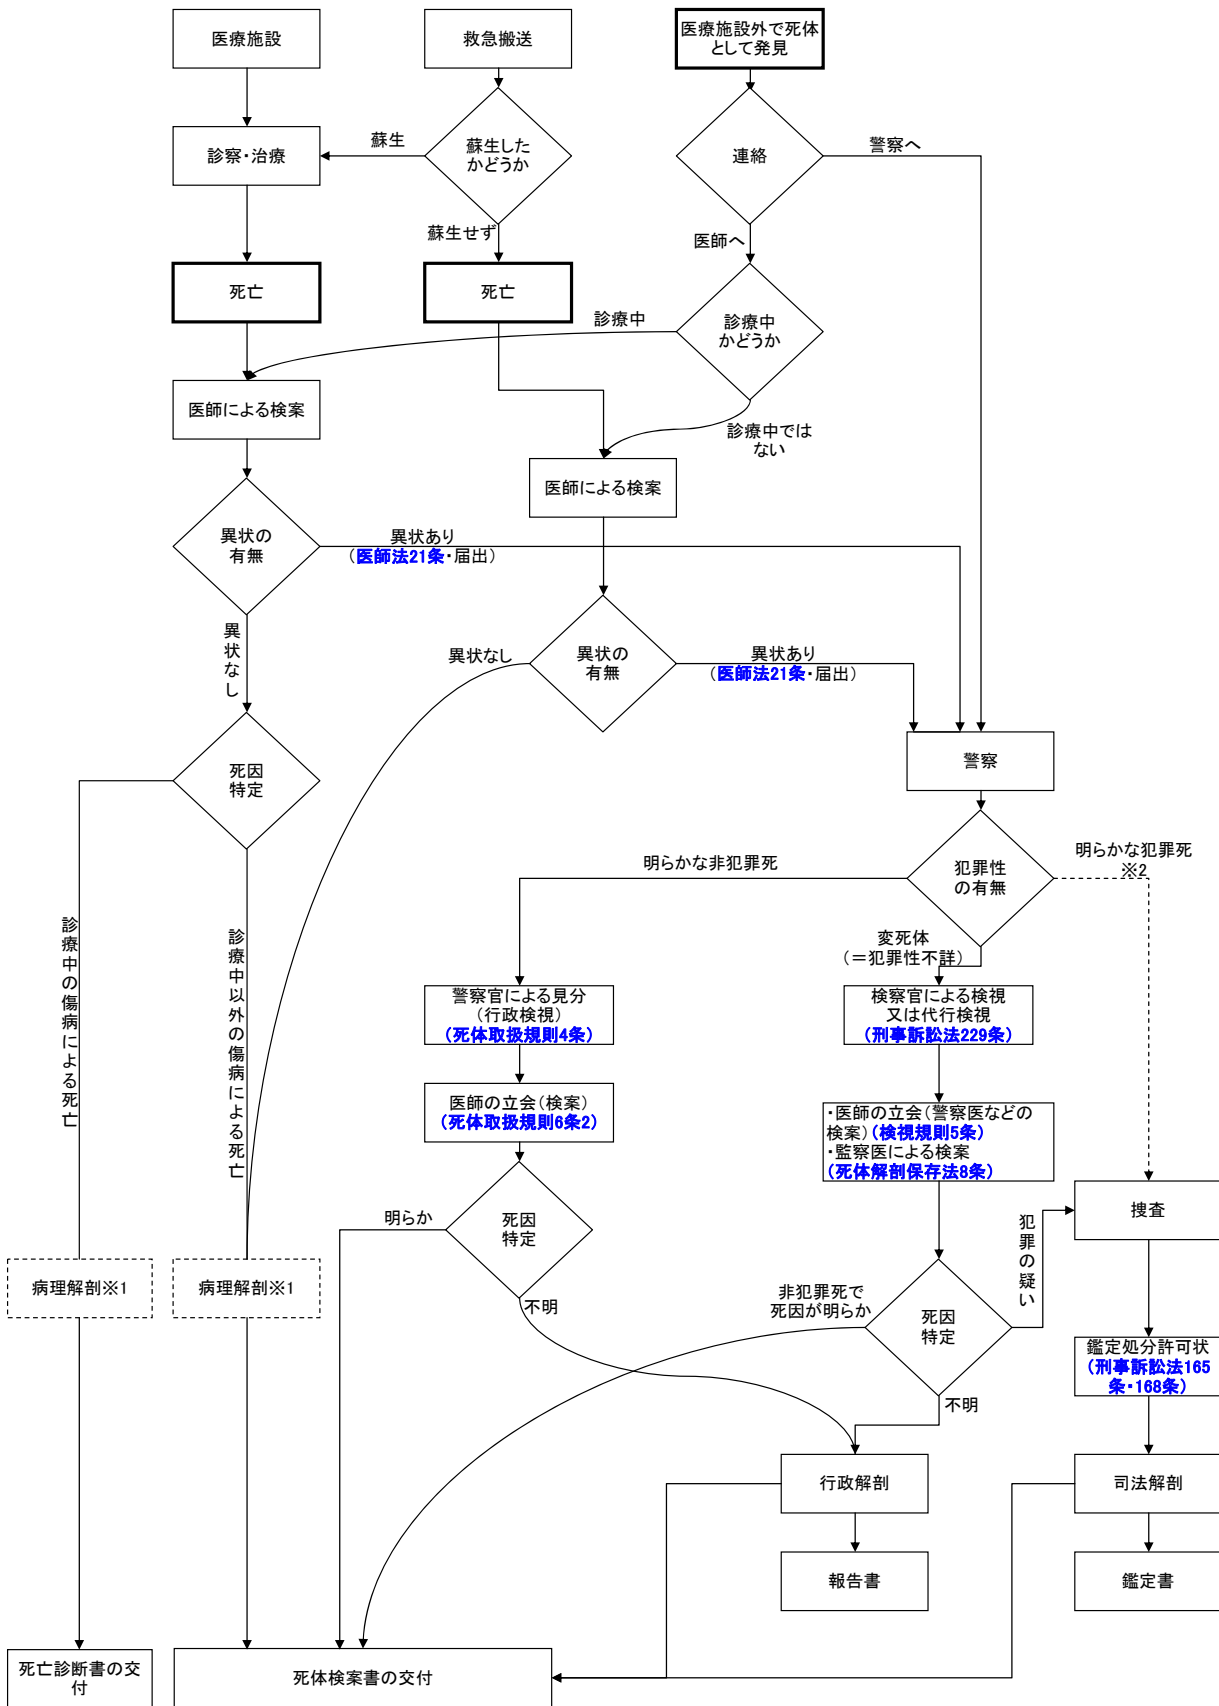 医療施設
救急搬送
医療施設外で死体
として発見
診察・治療
蘇生
蘇生した
かどうか
連絡
警察へ
蘇生せず
医師へ
死亡
死亡
診療中
診療中
かどうか
医師による検案
診療中では
ない
医師による検案
異状の
有無
異状あり
（医師法21条・届出）
異状なし
異状なし
異状の
有無
異状あり
（医師法21条・届出）
死因
特定
警察
明らかな非犯罪死
犯罪性
の有無
明らかな犯罪死
※2
診療中の傷病による死亡
診療中以外の傷病による死亡
変死体
（＝犯罪性不詳）
警察官による見分
（行政検視）
（死体取扱規則4条）
検察官による検視
又は代行検視
（刑事訴訟法229条）
医師の立会（検案）
（死体取扱規則6条2）
・医師の立会（警察医などの
検案）（検視規則5条）
・監察医による検案
（死体解剖保存法8条）
明らか
死因
特定
捜査
犯罪の疑い
病理解剖※1
病理解剖※1
不明
非犯罪死で
死因が明らか
死因
特定
鑑定処分許可状
（刑事訴訟法165
条・168条）
不明
行政解剖
司法解剖
報告書
鑑定書
死亡診断書の交
付
死体検案書の交付